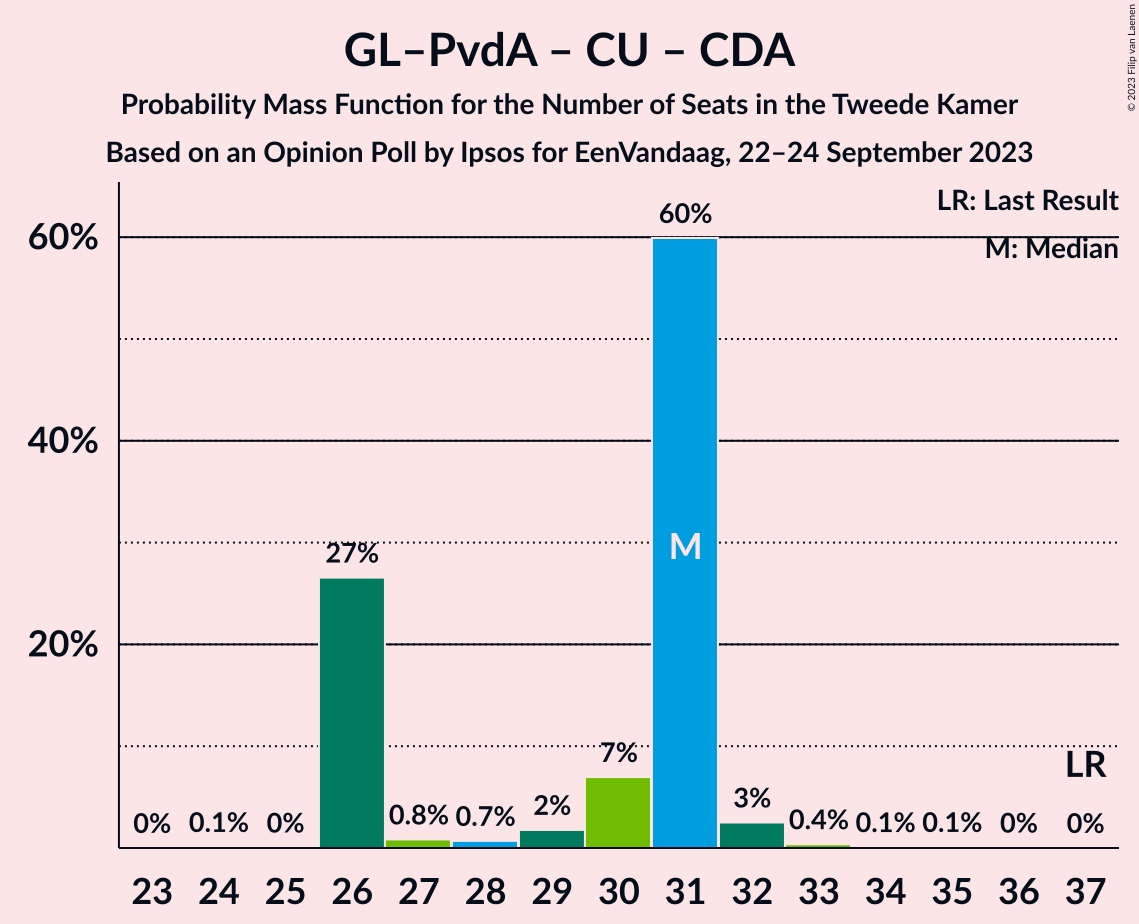 GL–PvdA – CU – CDA
Probability Mass Function for the Number of Seats in the Tweede Kamer
Based on an Opinion Poll by Ipsos for EenVandaag, 22–24 September 2023
© 2023 Filip van Laenen
LR: Last Result
M: Median
60%
40%
20%
0%
0.1%
0%
27%
0.8%
0.7%
2%
7%
60%
M
3%
0.4%
0.1%
0.1%
0%
0%
LR
23 24 25 26 27 28 29 30 31 32 33 34 35 36 37